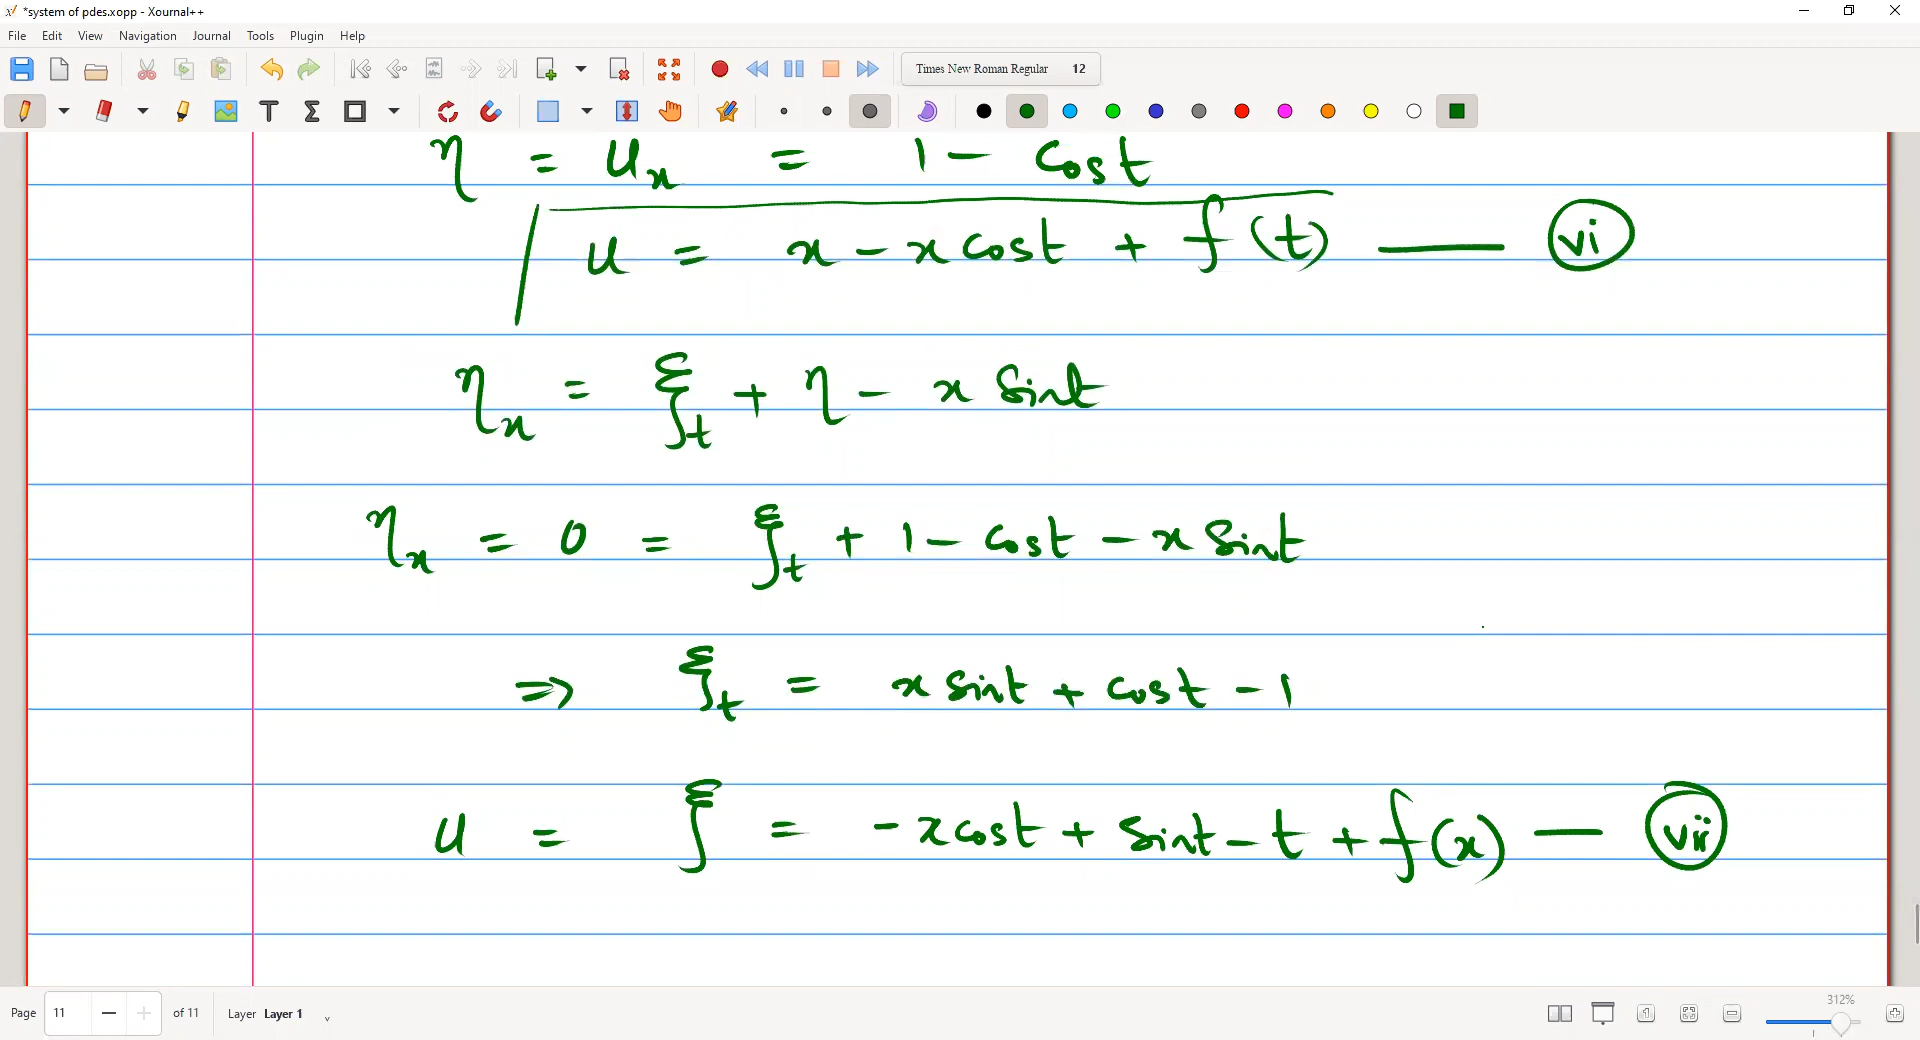 *system of pdes.xopp - Xournal++
File Edit View Navigation Journal Tools Plugin Help
Times New Roman Regular 12
η = u_x = 1 - cost
u = x - x cost + f(t) — (vi)
η_x = ξ_t + η - x sint
η_x = 0 = ξ_t + 1 - cost - x sint
⇒ ξ_t = x sint + cost - 1
u = ξ = - x cost + sint - t + f(x) — (vii)
312%
Page 11 of 11 Layer Layer 1